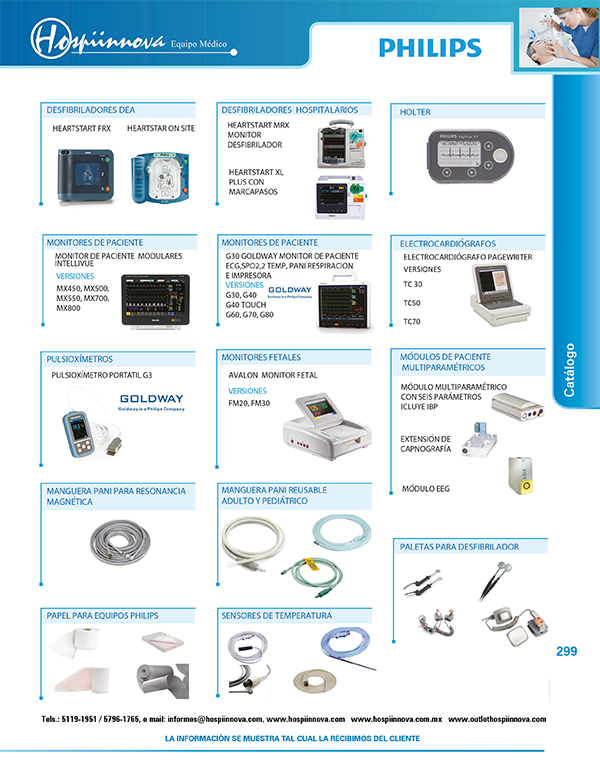 Hospiinnova Equipo Médico
PHILIPS
DESFIBRILADORES DEA
HEARTSTART FRX
HEARTSTAR ON SITE
DESFIBRILADORES HOSPITALARIOS
HEARTSTART MRX
MONITOR
DESFIBRILADOR
HEARTSTART XL
PLUS CON
MARCAPASOS
HOLTER
PHILIPS
MONITORES DE PACIENTE
MONITOR DE PACIENTE MODULARES
INTELLIVUE
VERSIONES
MX450, MX500,
MX550, MX700,
MX800
MONITORES DE PACIENTE
G30 GOLDWAY MONITOR DE PACIENTE
ECG,SPO2,2 TEMP, PANI RESPIRACION
E IMPRESORA
VERSIONES
G30, G40
G40 TOUCH
G60, G70, G80
GOLDWAY
Goldway is a Philips Company
ELECTROCARDIÓGRAFOS
ELECTROCARDIÓGRAFO PAGEWRITER
VERSIONES
TC 30
TC50
TC70
Catálogo
PULSIOXÍMETROS
PULSIOXÍMETRO PORTATIL G3
GOLDWAY
Goldway is a Philips Company
MONITORES FETALES
AVALON MONITOR FETAL
VERSIONES
FM20, FM30
MÓDULOS DE PACIENTE
MULTIPARAMÉTRICOS
MÓDULO MULTIPARAMÉTRICO
CON SEIS PARÁMETROS
ICLUYE IBP
EXTENSIÓN DE
CAPNOGRAFÍA
MÓDULO EEG
MANGUERA PANI PARA RESONANCIA
MAGNÉTICA
MANGUERA PANI REUSABLE
ADULTO Y PEDIÁTRICO
PALETAS PARA DESFIBRILADOR
PAPEL PARA EQUIPOS PHILIPS
SENSORES DE TEMPERATURA
299
Tels.: 5119-1951 / 5796-1765, e mail: informes@hospiinnova.com, www.hospiinnova.com www.hospiinnova.com.mx www.outlethospiinnova.com
LA INFORMACIÓN SE MUESTRA TAL CUAL LA RECIBIMOS DEL CLIENTE